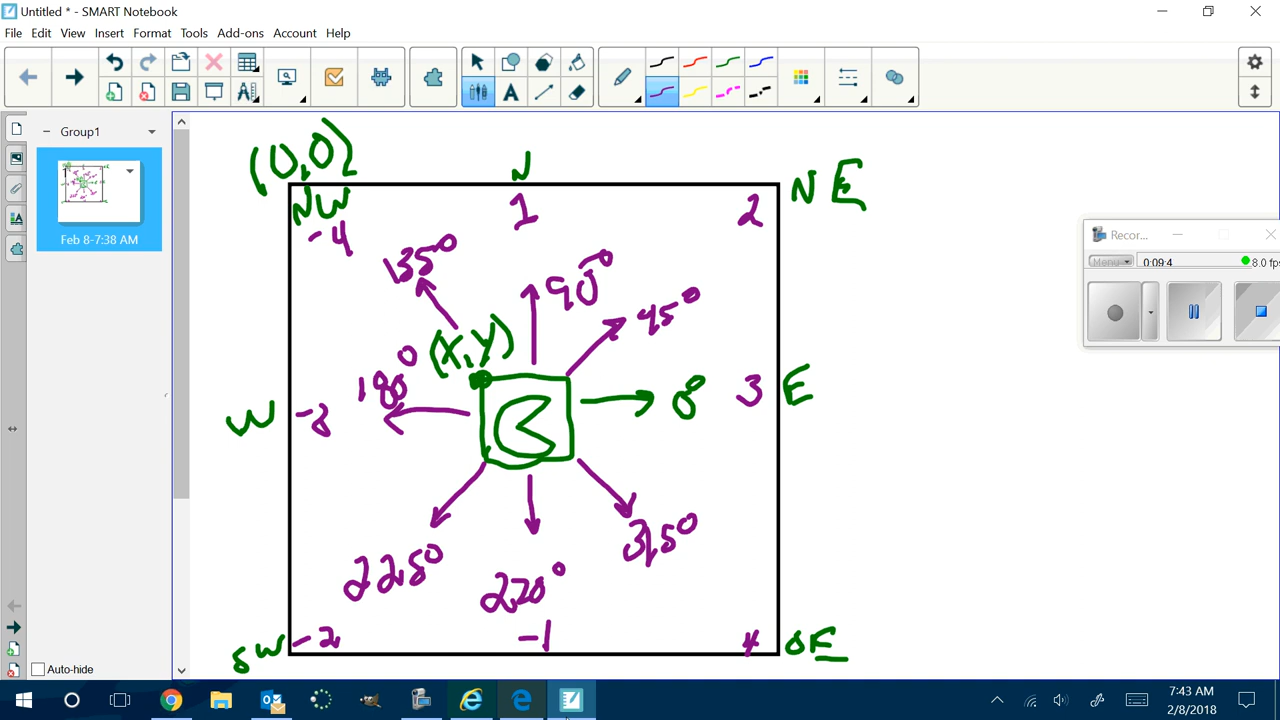 Untitled * - SMART Notebook
File Edit View Insert Format Tools Add-ons Account Help
Group1
Feb 8-7:38 AM
Auto-hide
(0,0)
N
NW
NE
-4
1
2
135°
90°
45°
(X,Y)
180°
0°
W
-3
3
E
225°
270°
315°
SW
-2
-1
4
SE
Recor...
Menu
0:09:4
8.0 fps
7:43 AM
2/8/2018